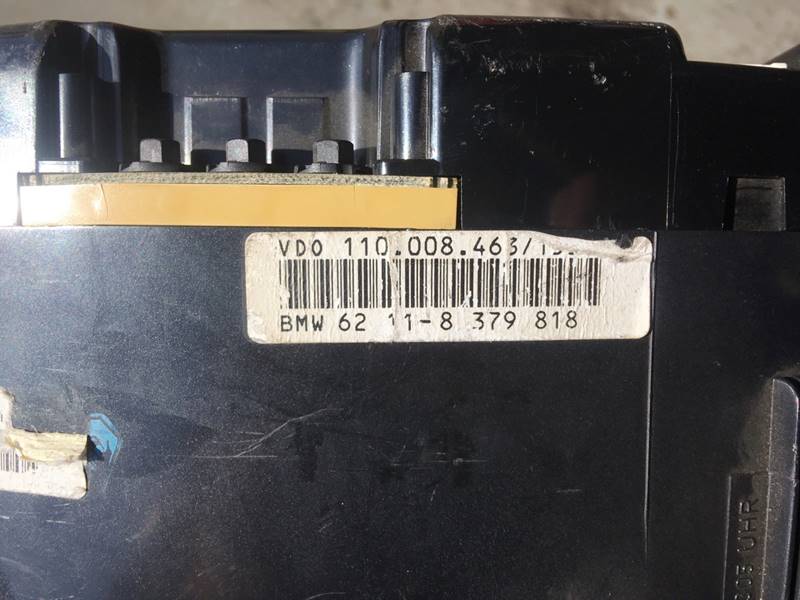 VDO 110.008.463/
BMW 62 11-8 379 818
UHR